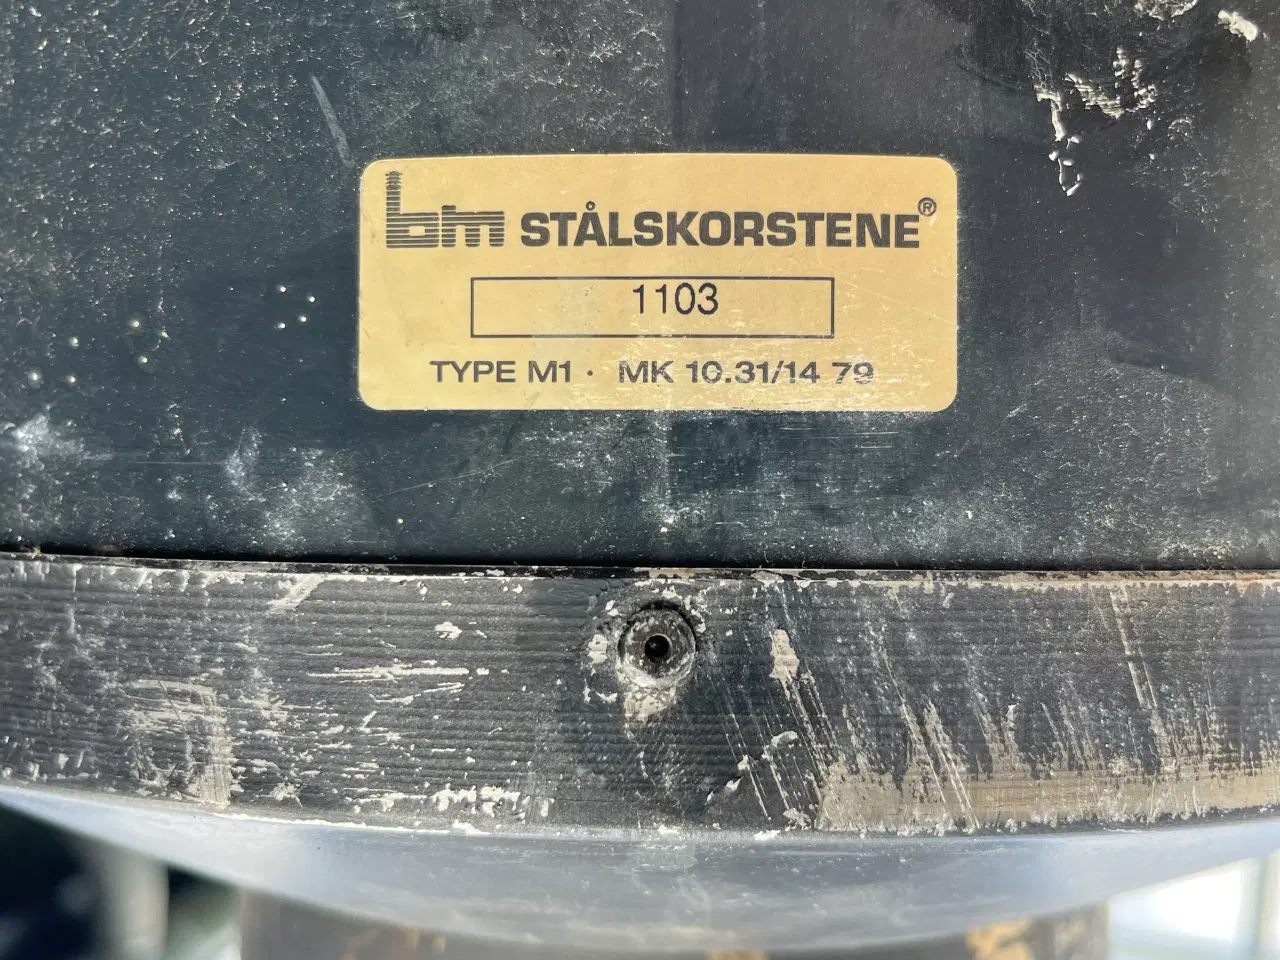 bm STÅLSKORSTENE®
1103
TYPE M1 · MK 10.31/14 79